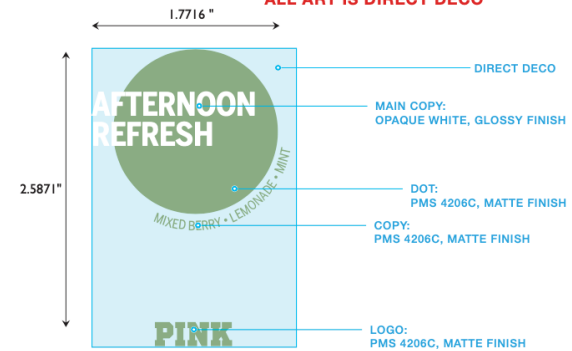 ALL ART IS DIRECT DECO
1.7716 "
DIRECT DECO
AFTERNOON
REFRESH
MAIN COPY:
OPAQUE WHITE, GLOSSY FINISH
2.5871"
DOT:
PMS 4206C, MATTE FINISH
MIXED BERRY • LEMONADE • MINT
COPY:
PMS 4206C, MATTE FINISH
PINK
LOGO:
PMS 4206C, MATTE FINISH